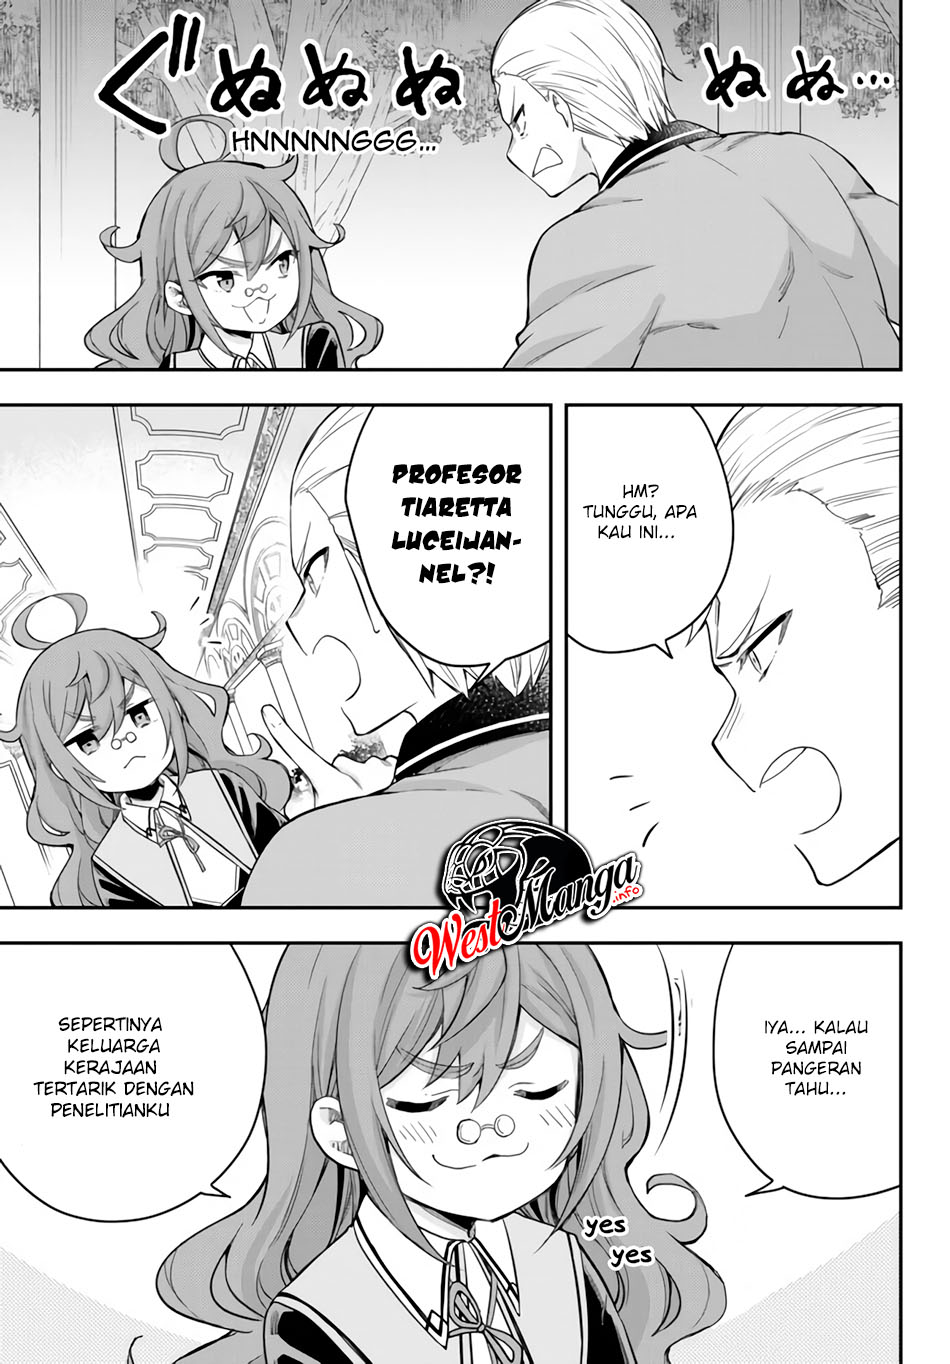 ぐぬぬぬ
ぬぬ…
HNNNNNGGG...
HM?
TUNGGU, APA
KAU INI...
PROFESOR
TIARETTA
LUCEIJAN-
NEL?!
IYA... KALAU
SAMPAI
PANGERAN
TAHU...
SEPERTINYA
KELUARGA
KERAJAAN
TERTARIK DENGAN
PENELITIANKU
yes
yes
WestManga
.info